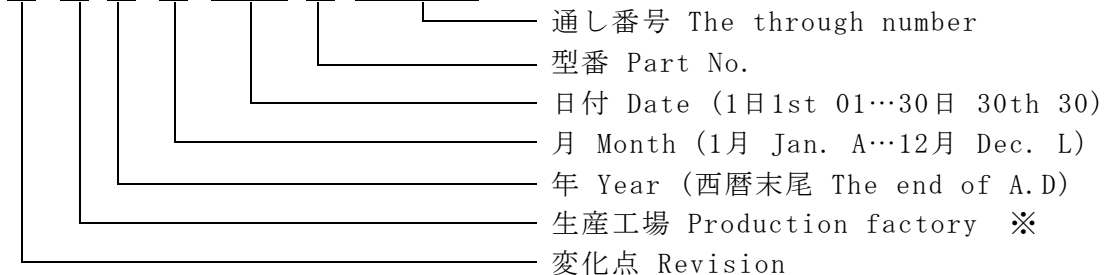 通し番号 The through number
型番 Part No.
日付 Date (1日1st 01…30日 30th 30)
月 Month (1月 Jan. A…12月 Dec. L)
年 Year (西暦末尾 The end of A.D)
生産工場 Production factory ※
変化点 Revision